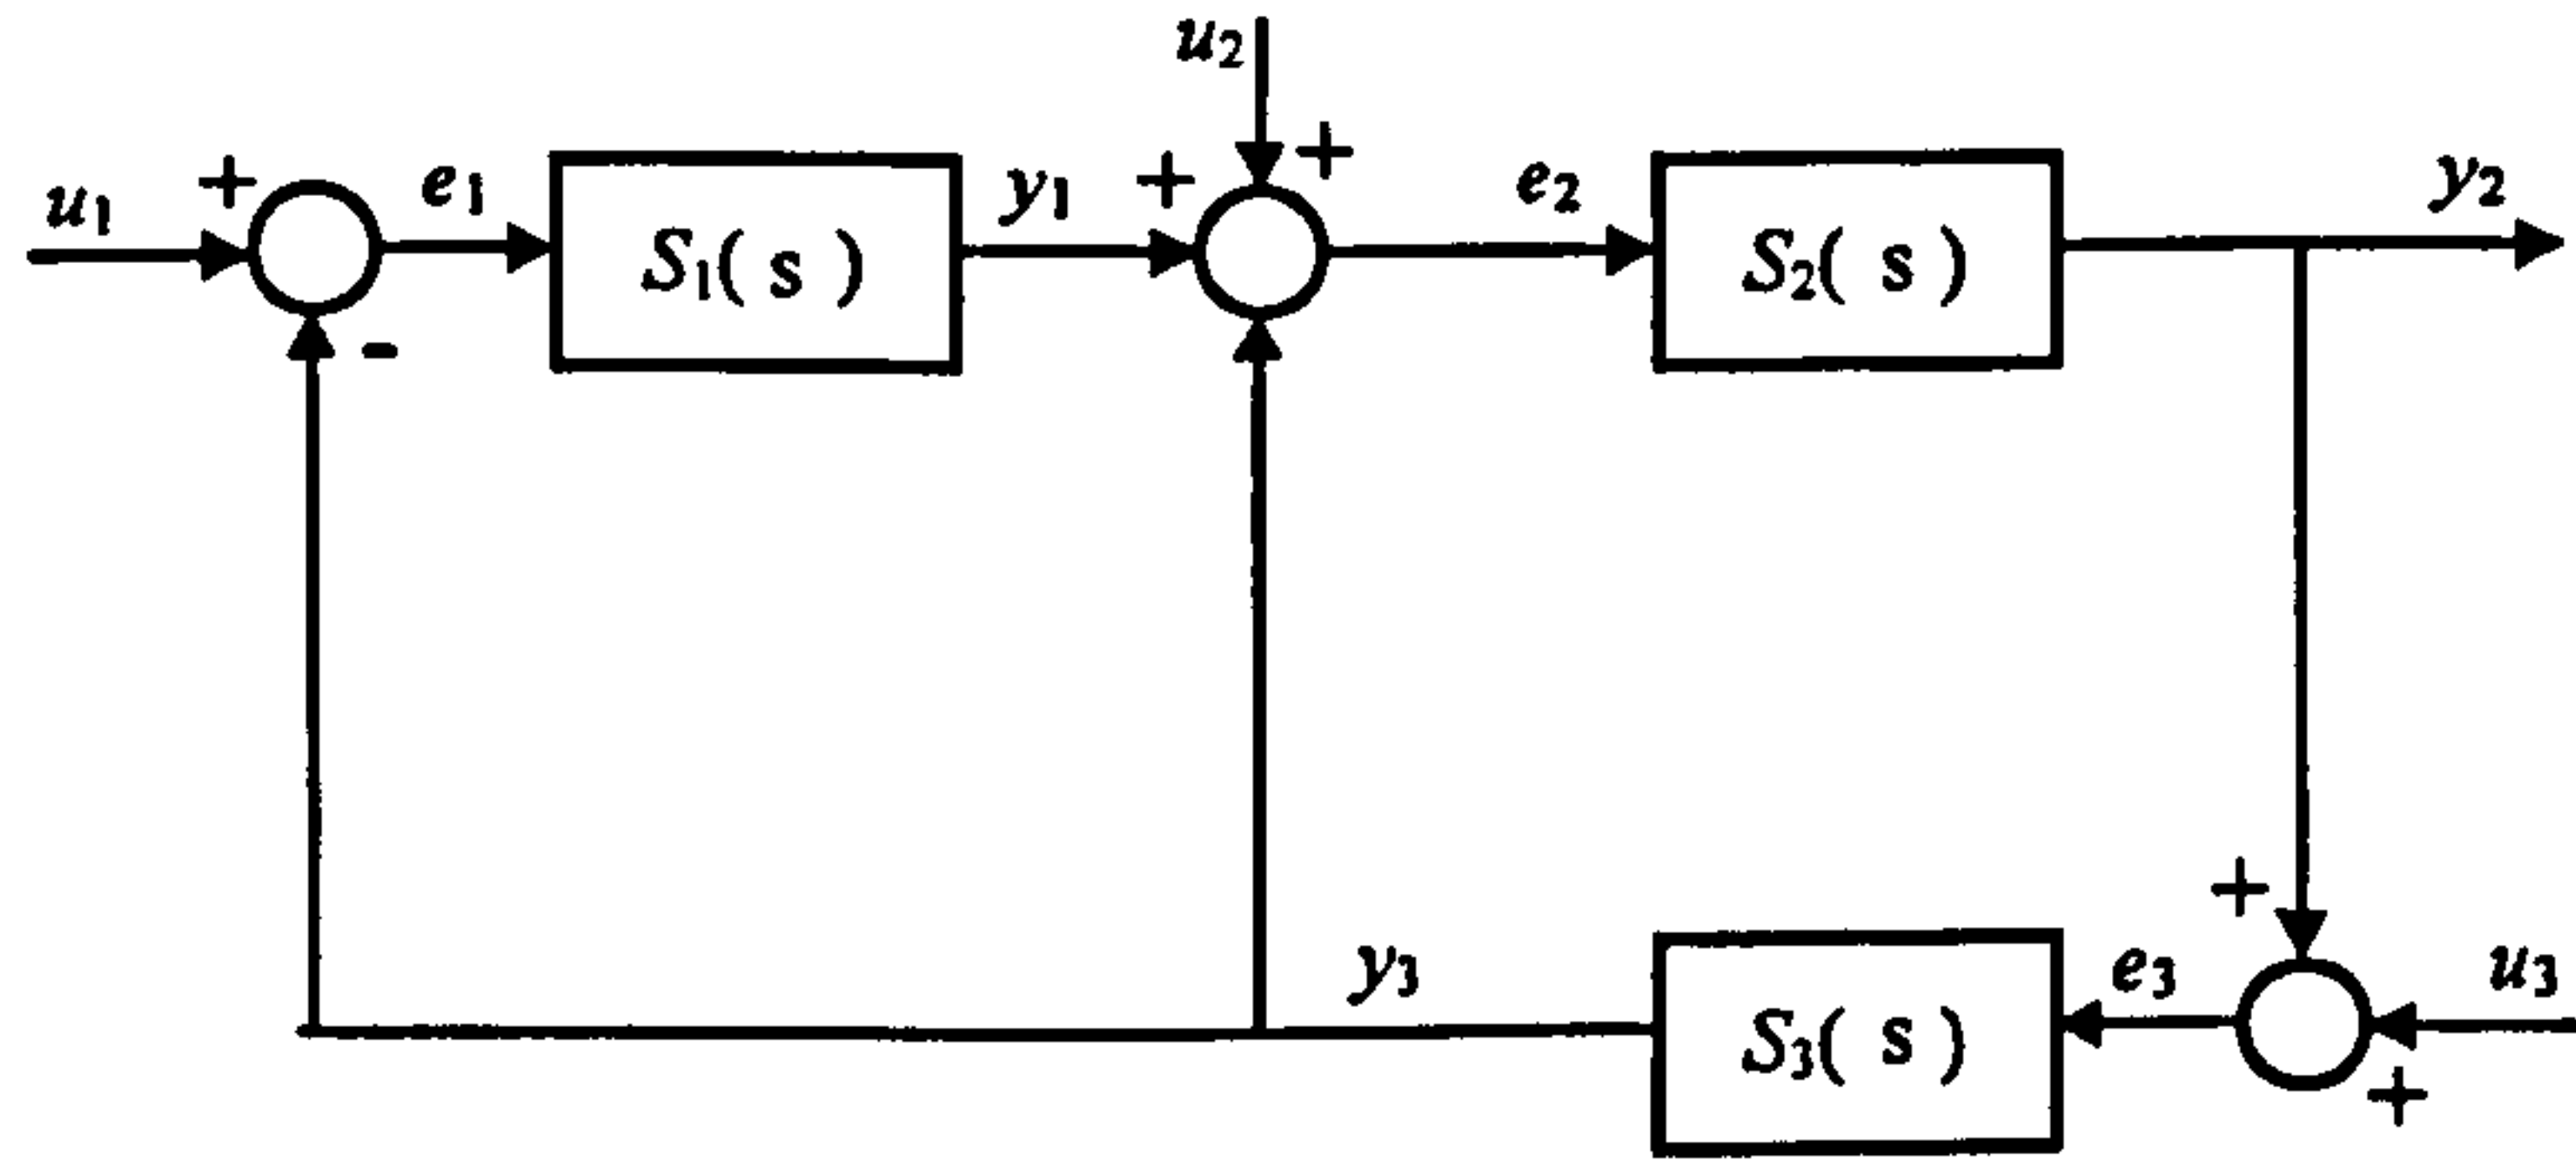 u2
+
+
+
u1
e1
S1( s )
y1
e2
S2( s )
y2
-
+
y3
S3( s )
e3
u3
+